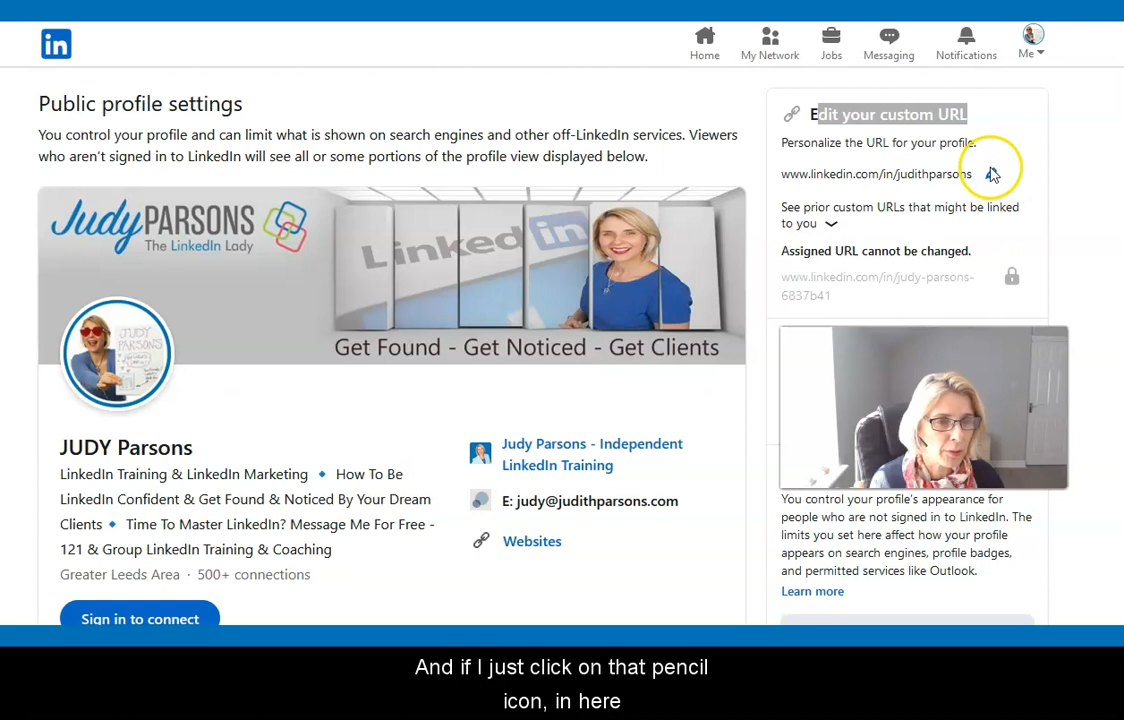 in
Home
My Network
Jobs
Messaging
Notifications
Me
Public profile settings
You control your profile and can limit what is shown on search engines and other off-LinkedIn services. Viewers
who aren't signed in to LinkedIn will see all or some portions of the profile view displayed below.
Judy PARSONS
The LinkedIn Lady
Linked in
Get Found - Get Noticed - Get Clients
JUDY
PARSONS
JUDY Parsons
LinkedIn Training & LinkedIn Marketing 🔹 How To Be
LinkedIn Confident & Get Found & Noticed By Your Dream
Clients 🔹 Time To Master LinkedIn? Message Me For Free -
121 & Group LinkedIn Training & Coaching
Greater Leeds Area · 500+ connections
Sign in to connect
Judy Parsons - Independent
LinkedIn Training
E: judy@judithparsons.com
Websites
Edit your custom URL
Personalize the URL for your profile.
www.linkedin.com/in/judithparsons
See prior custom URLs that might be linked
to you
Assigned URL cannot be changed.
www.linkedin.com/in/judy-parsons-
6837b41
You control your profile's appearance for
people who are not signed in to LinkedIn. The
limits you set here affect how your profile
appears on search engines, profile badges,
and permitted services like Outlook.
Learn more
And if I just click on that pencil
icon, in here